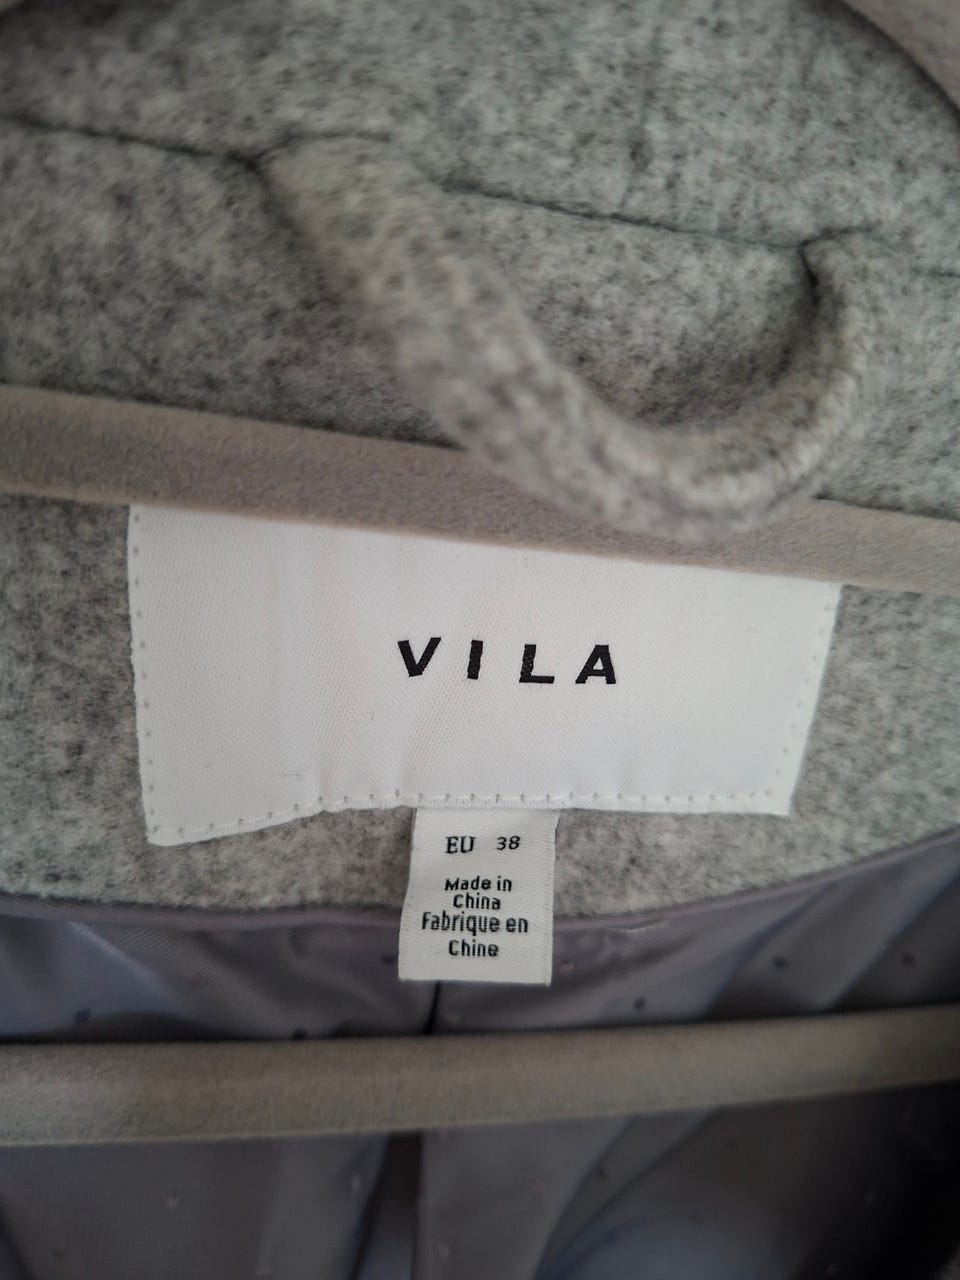 VILA
EU 38
Made in
China
Fabrique en
Chine